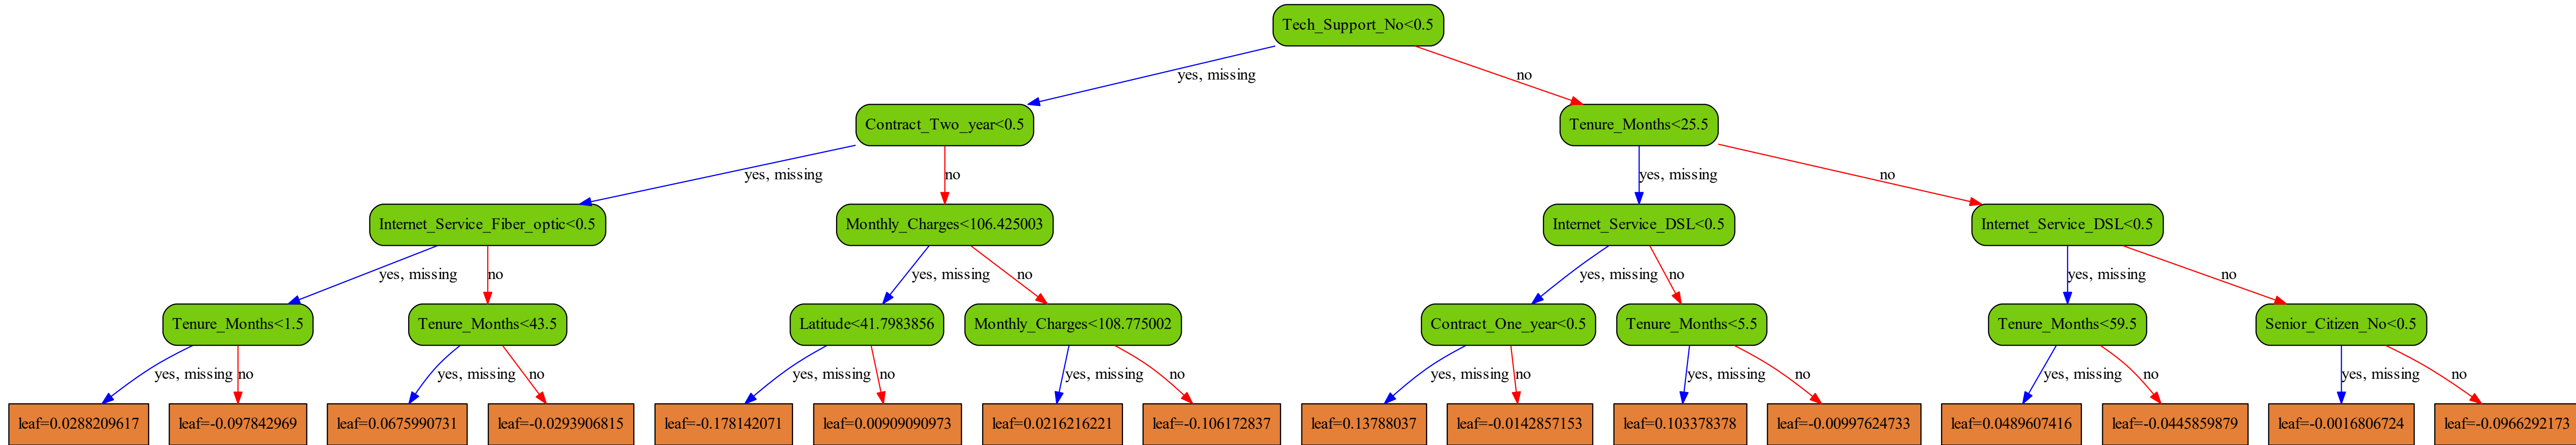 Tech_Support_No<0.5
yes, missing
no
Contract_Two_year<0.5
Tenure_Months<25.5
yes, missing
no
yes, missing
no
Internet_Service_Fiber_optic<0.5
Monthly_Charges<106.425003
Internet_Service_DSL<0.5
Internet_Service_DSL<0.5
yes, missing
no
yes, missing
no
yes, missing
no
yes, missing
no
Tenure_Months<1.5
Tenure_Months<43.5
Latitude<41.7983856
Monthly_Charges<108.775002
Contract_One_year<0.5
Tenure_Months<5.5
Tenure_Months<59.5
Senior_Citizen_No<0.5
yes, missing
no
yes, missing
no
yes, missing
no
yes, missing
no
yes, missing
no
yes, missing
no
yes, missing
no
yes, missing
no
leaf=0.0288209617
leaf=-0.097842969
leaf=0.0675990731
leaf=-0.0293906815
leaf=-0.178142071
leaf=0.00909090973
leaf=0.0216216221
leaf=-0.106172837
leaf=0.13788037
leaf=-0.0142857153
leaf=0.103378378
leaf=-0.00997624733
leaf=0.0489607416
leaf=-0.0445859879
leaf=-0.0016806724
leaf=-0.0966292173